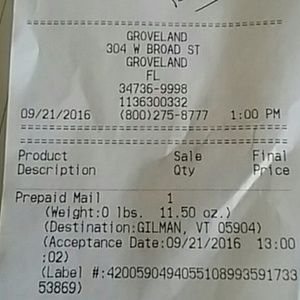 GROVELAND
304 W BROAD ST
GROVELAND
FL
34736-9998
1136300332
09/21/2016 (800)275-8777 1:00 PM
Product Sale Final
Description Qty Price
Prepaid Mail 1
(Weight:0 lbs. 11.50 oz.)
(Destination:GILMAN, VT 05904)
(Acceptance Date:09/21/2016 13:00
:02)
(Label #:4200590494055108993591733
53869)